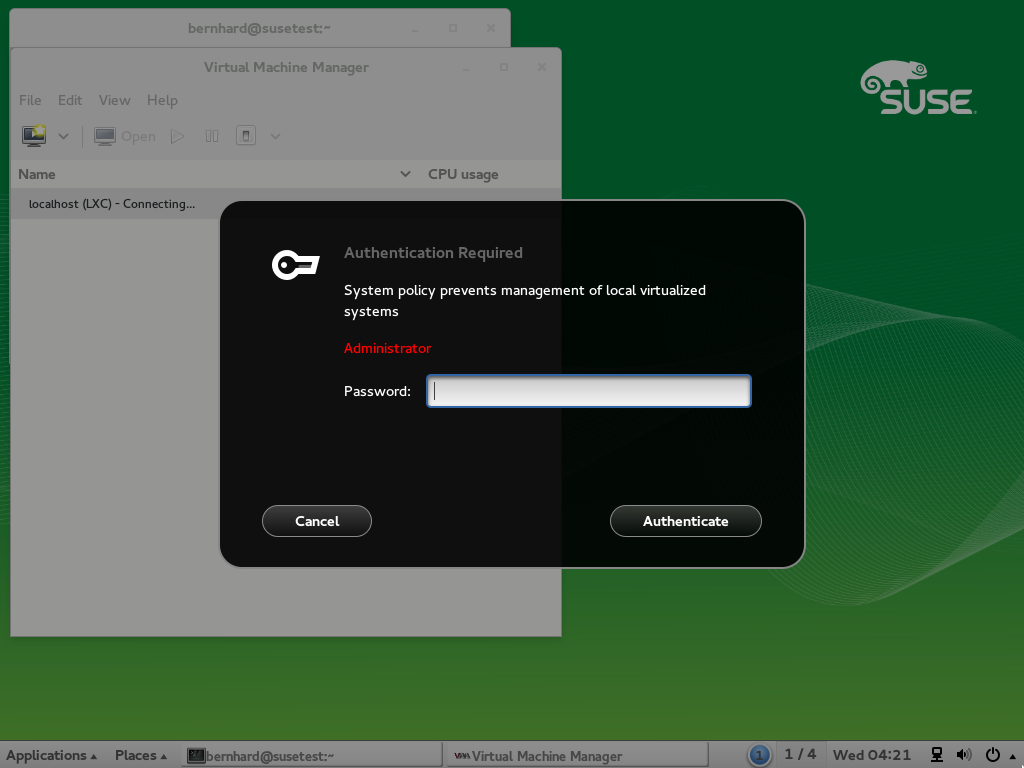 bernhard@susetest:~
Virtual Machine Manager
File Edit View Help
Open
Name CPU usage
localhost (LXC) - Connecting...
SUSE
Authentication Required
System policy prevents management of local virtualized
systems
Administrator
Password:
Cancel Authenticate
Applications Places bernhard@susetest:~ Virtual Machine Manager 1 1 / 4 Wed 04:21